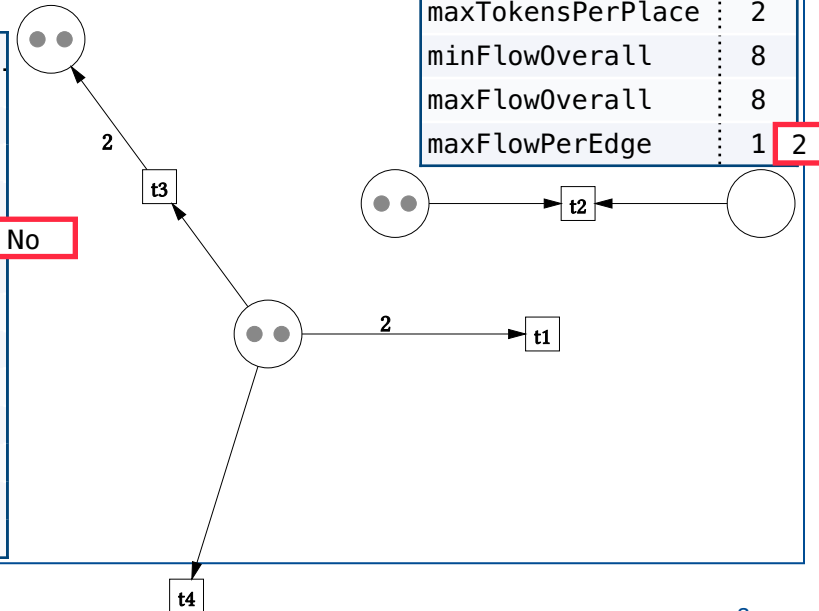 maxTokensPerPlace 2
minFlowOverall 8
maxFlowOverall 8
maxFlowPerEdge 1 2
2
t3
t2
No
2
t1
t4